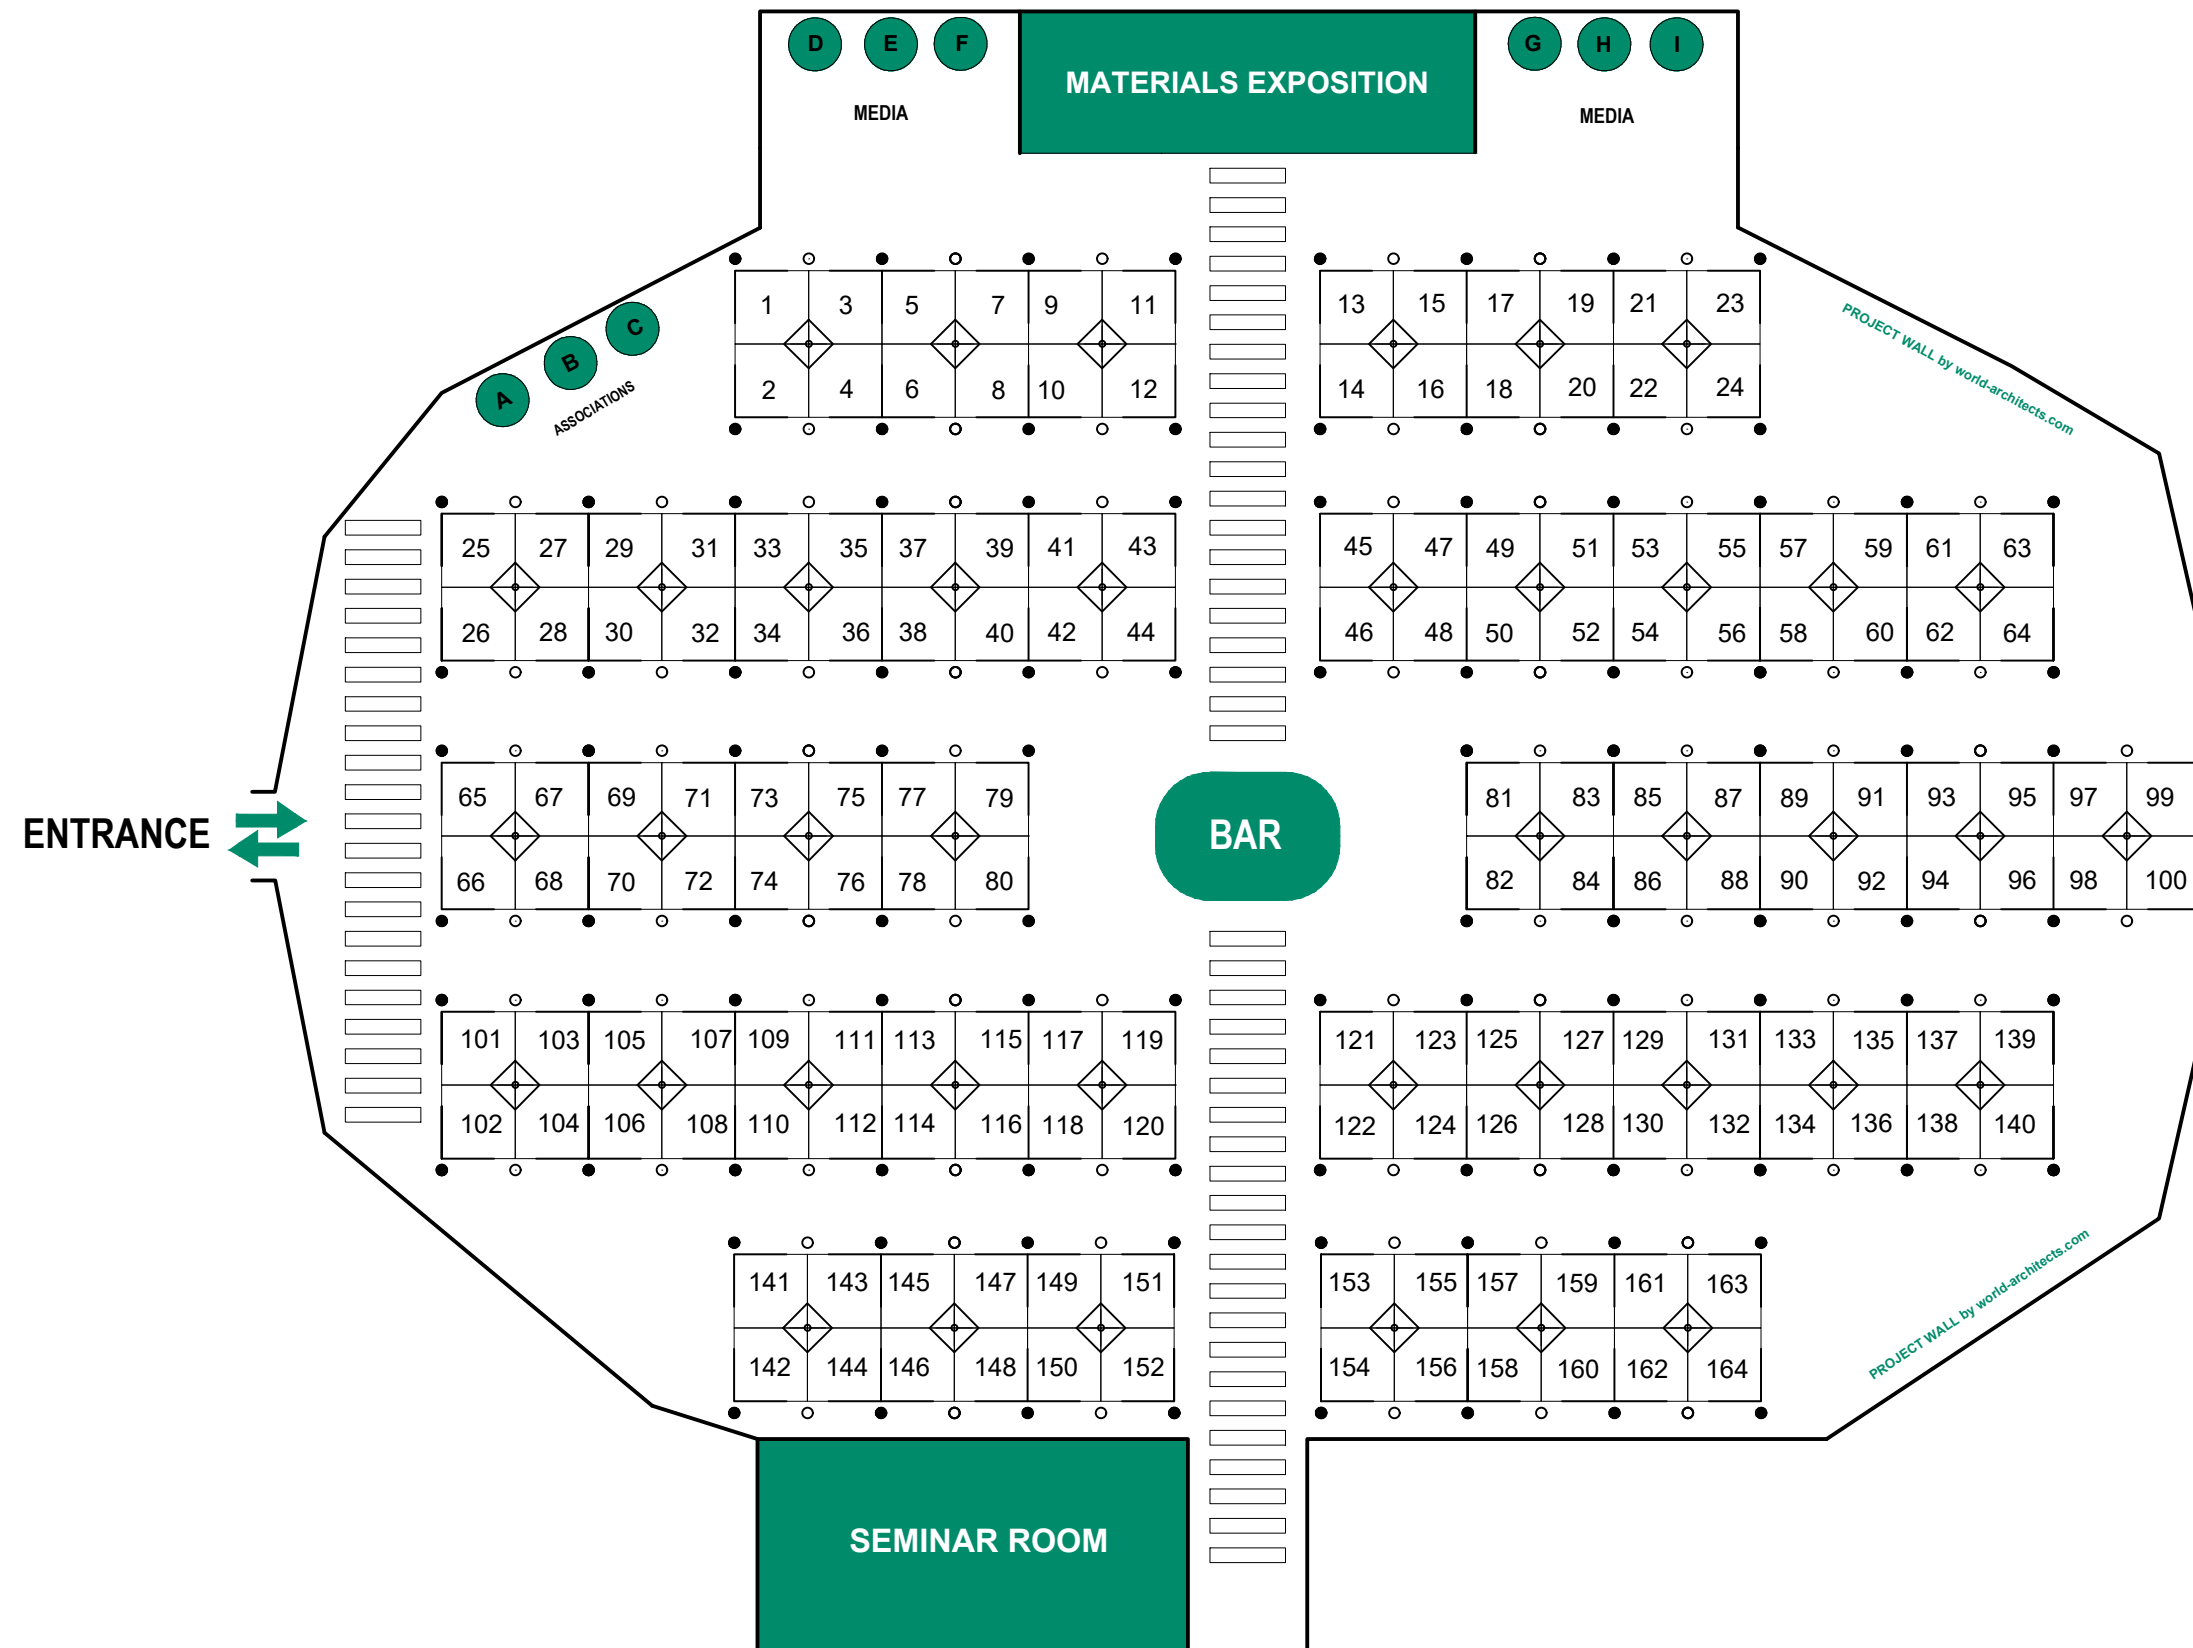 D E F
MATERIALS EXPOSITION
G H I
MEDIA
MEDIA
1 3 5 7 9 11
13 15 17 19 21 23
2 4 6 8 10 12
14 16 18 20 22 24
A B C
ASSOCIATIONS
PROJECT WALL by world-architects.com
25 27 29 31 33 35 37 39 41 43
45 47 49 51 53 55 57 59 61 63
26 28 30 32 34 36 38 40 42 44
46 48 50 52 54 56 58 60 62 64
65 67 69 71 73 75 77 79
81 83 85 87 89 91 93 95 97 99
ENTRANCE
BAR
66 68 70 72 74 76 78 80
82 84 86 88 90 92 94 96 98 100
101 103 105 107 109 111 113 115 117 119
121 123 125 127 129 131 133 135 137 139
102 104 106 108 110 112 114 116 118 120
122 124 126 128 130 132 134 136 138 140
141 143 145 147 149 151
153 155 157 159 161 163
142 144 146 148 150 152
154 156 158 160 162 164
PROJECT WALL by world-architects.com
SEMINAR ROOM